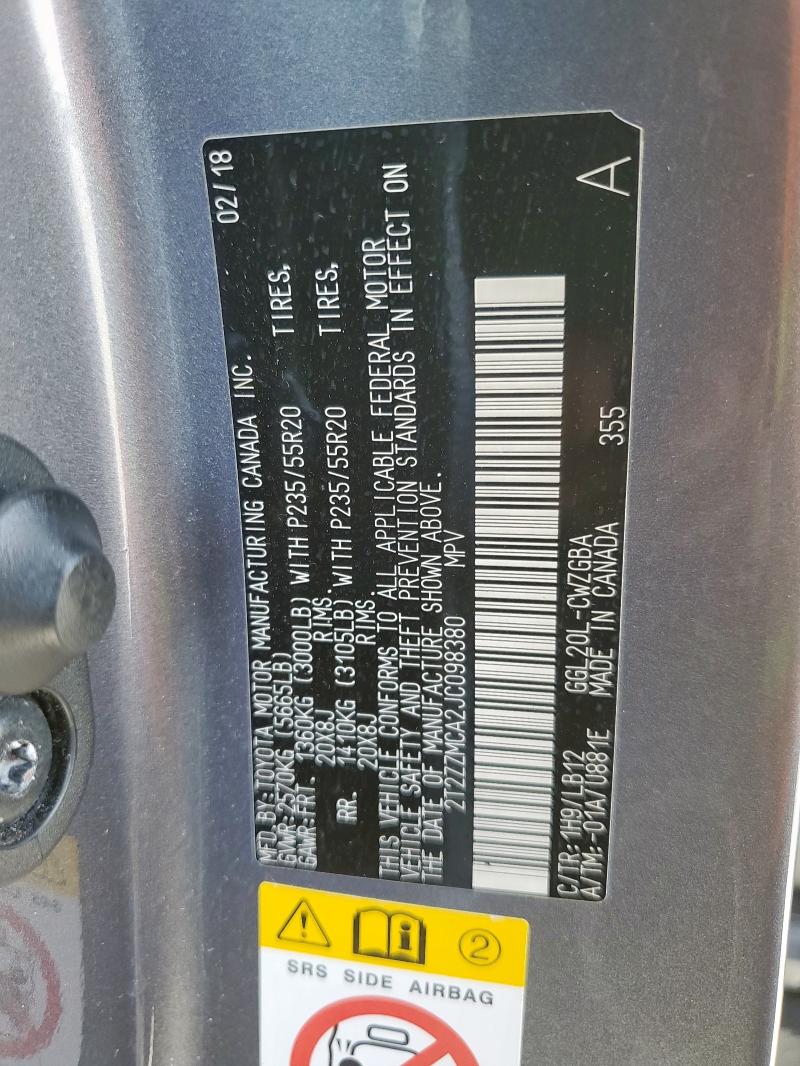 MFD.BY:TOYOTA MOTOR MANUFACTURING CANADA INC. 02/18
GVWR:2570KG (5665LB)
GAWR:FRT. 1360KG (3000LB) WITH P235/55R20 TIRES,
20X8J RIMS.
RR. 1410KG (3105LB) WITH P235/55R20 TIRES,
20X8J RIMS.
THIS VEHICLE CONFORMS TO ALL APPLICABLE FEDERAL MOTOR
VEHICLE SAFETY AND THEFT PREVENTION STANDARDS IN EFFECT ON
THE DATE OF MANUFACTURE SHOWN ABOVE.
2T2ZZMCA2JC098380 MPV
A
C/TR:1H9/LB12 GGL20L-CWZGBA
A/TM:-01A/U881E MADE IN CANADA 355
2
SRS SIDE AIRBAG